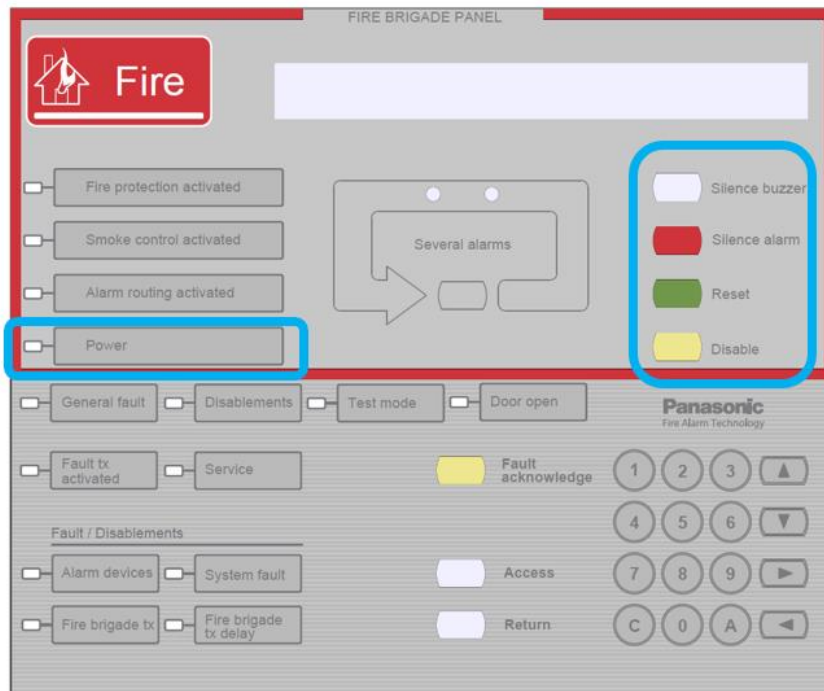 FIRE BRIGADE PANEL
Fire
Fire protection activated
Smoke control activated
Alarm routing activated
Power
Several alarms
Silence buzzer
Silence alarm
Reset
Disable
General fault
Disablements
Test mode
Door open
Panasonic
Fire Alarm Technology
Fault tx
activated
Service
Fault
acknowledge
1 2 3
4 5 6
Fault / Disablements
Alarm devices
System fault
Access
7 8 9
Fire brigade tx
Fire brigade
tx delay
Return
C 0 A